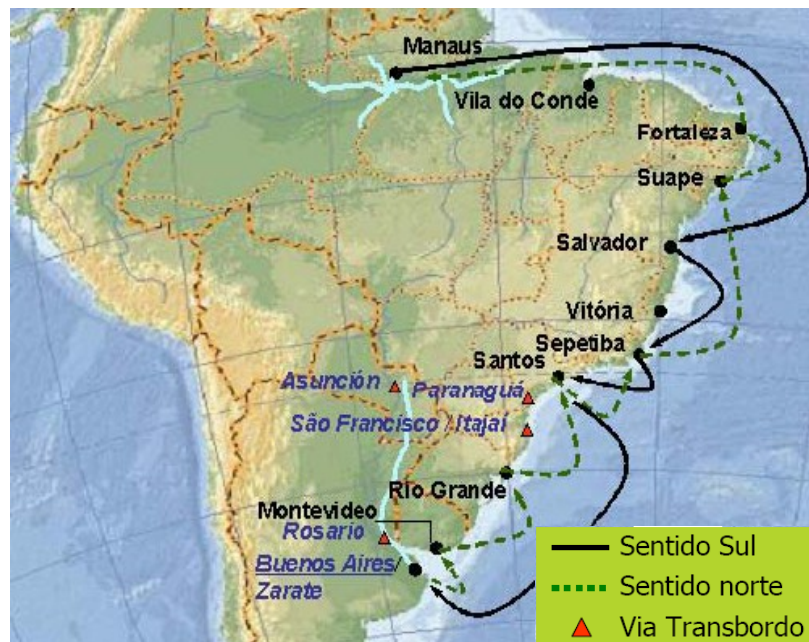 Manaus
Vila do Conde
Fortaleza
Suape
Salvador
Vitória
Sepetiba
Santos
Asunción
Paranaguá
São Francisco / Itajaí
Rio Grande
Montevideo
Rosario
Buenos Aires/
Zarate
Sentido Sul
Sentido norte
Via Transbordo